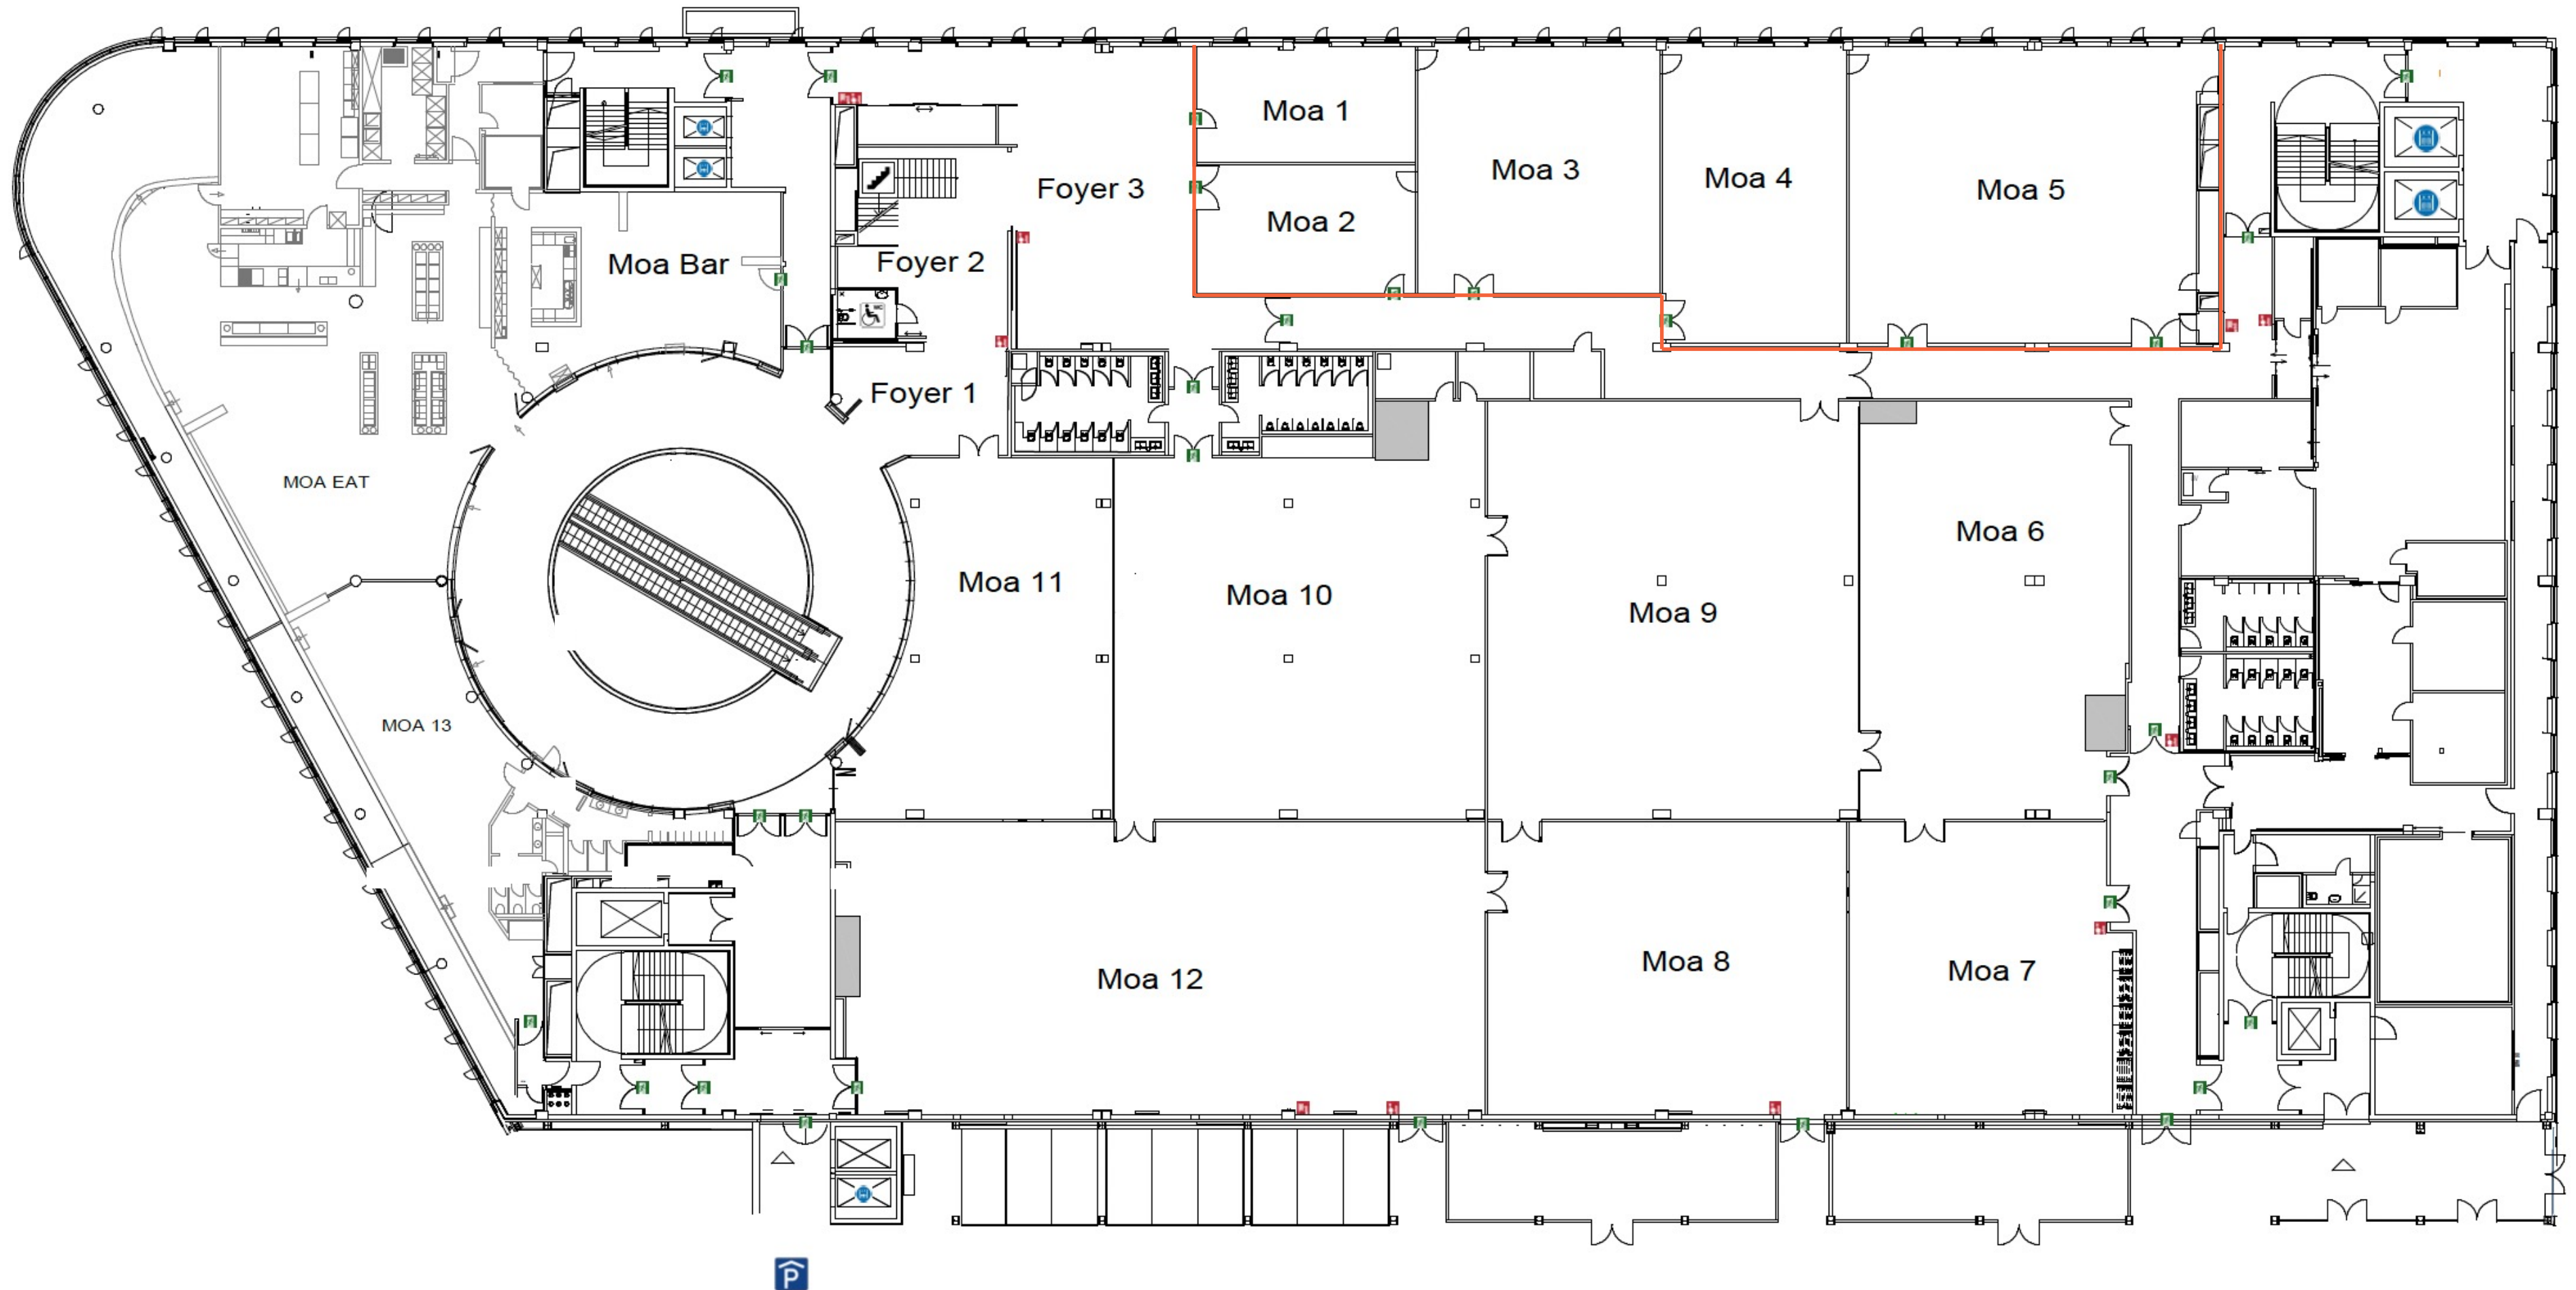 Moa 1
Moa 2
Moa 3
Moa 4
Moa 5
Foyer 3
Foyer 2
Moa Bar
Foyer 1
MOA EAT
Moa 6
Moa 11
Moa 10
Moa 9
MOA 13
N
Moa 12
Moa 8
Moa 7
P